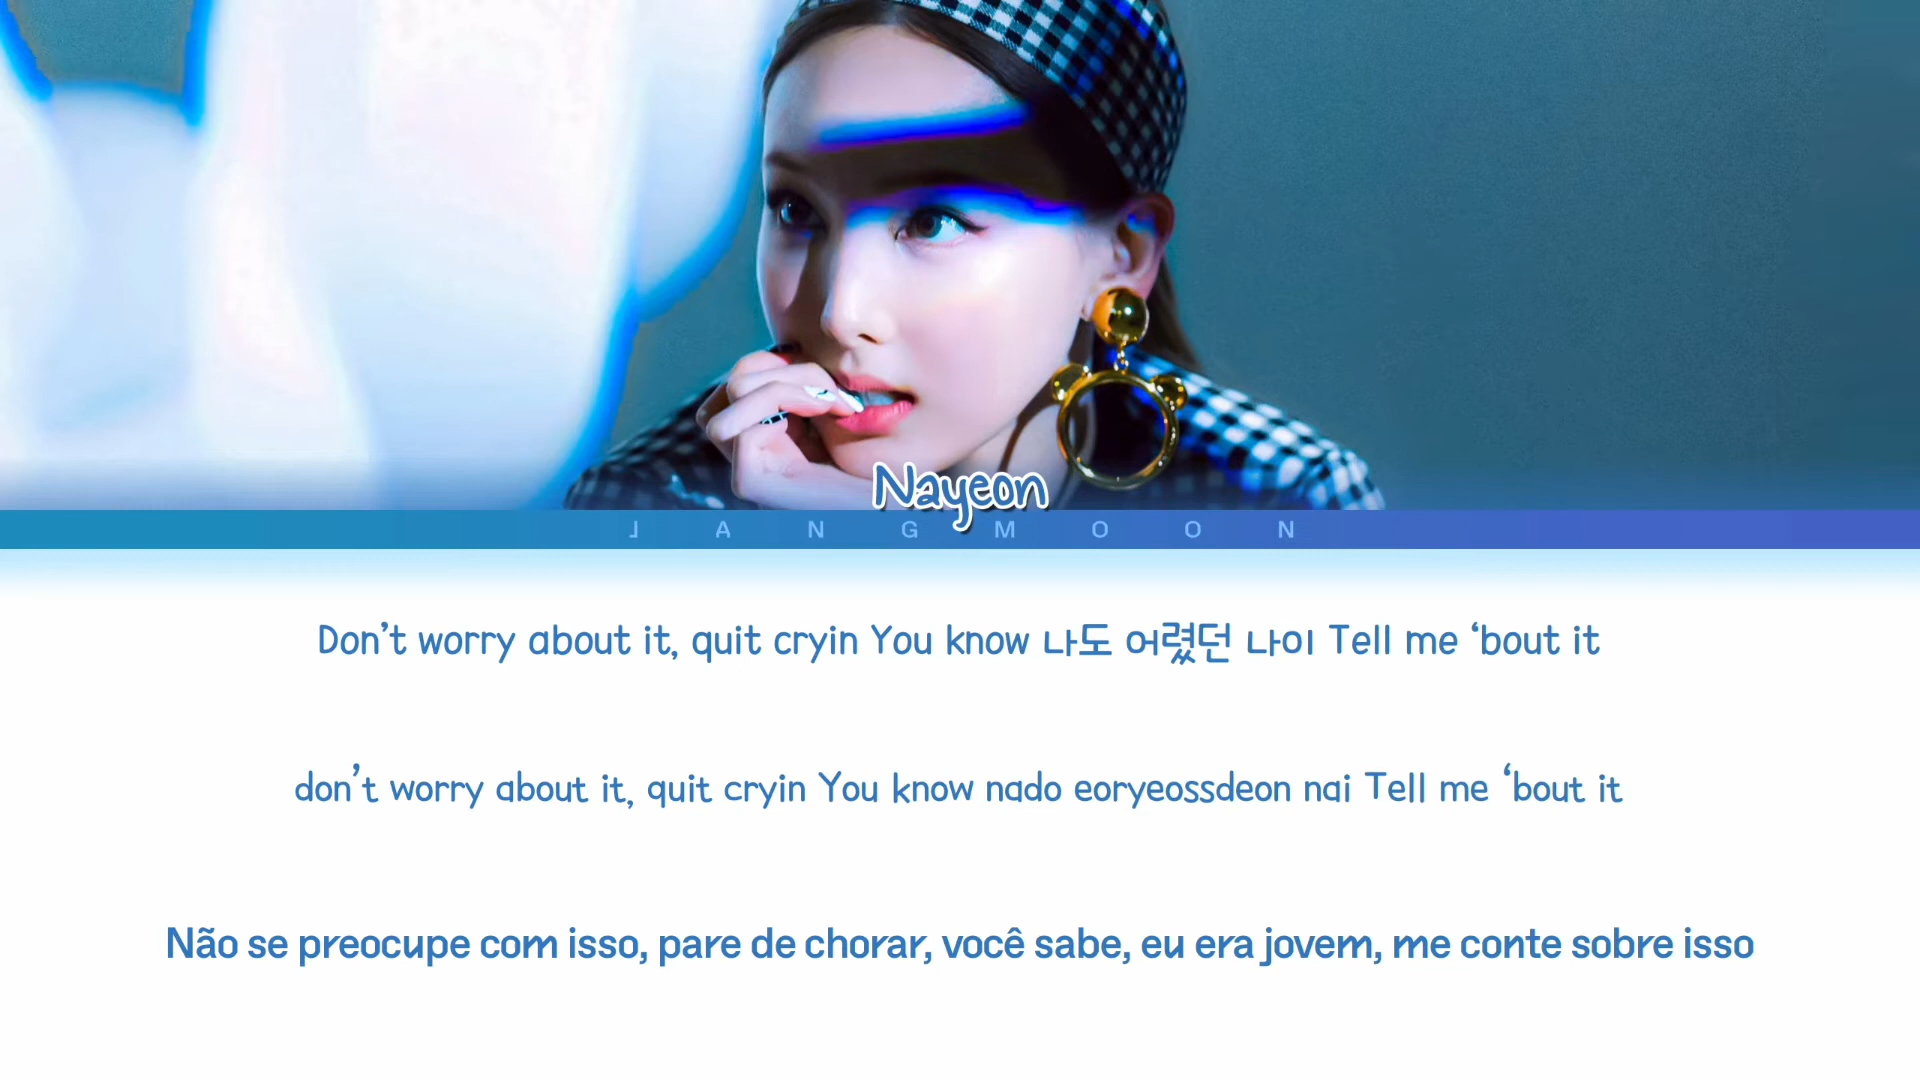 Nayeon
JANGMOON
Don’t worry about it, quit cryin You know 나도 어렸던 나이 Tell me ‘bout it
don’t worry about it, quit cryin You know nado eoryeossdeon nai Tell me ‘bout it
Não se preocupe com isso, pare de chorar, você sabe, eu era jovem, me conte sobre isso